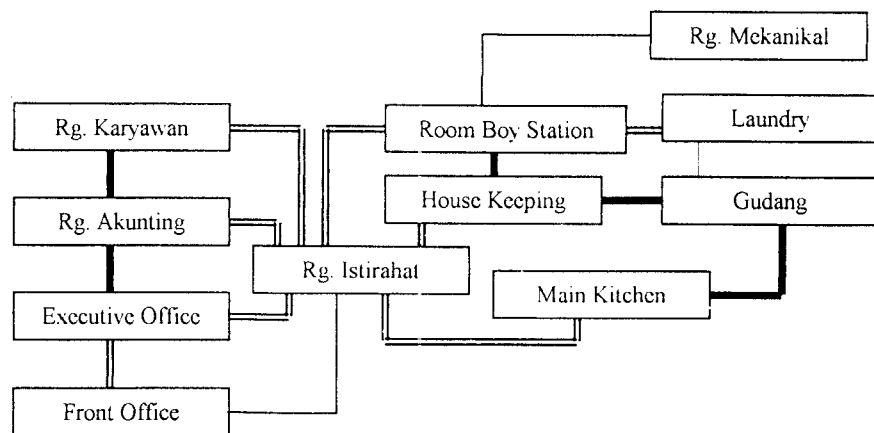 Rg. Mekanikal
Rg. Karyawan
Room Boy Station
Laundry
House Keeping
Gudang
Rg. Akunting
Rg. Istirahat
Main Kitchen
Executive Office
Front Office